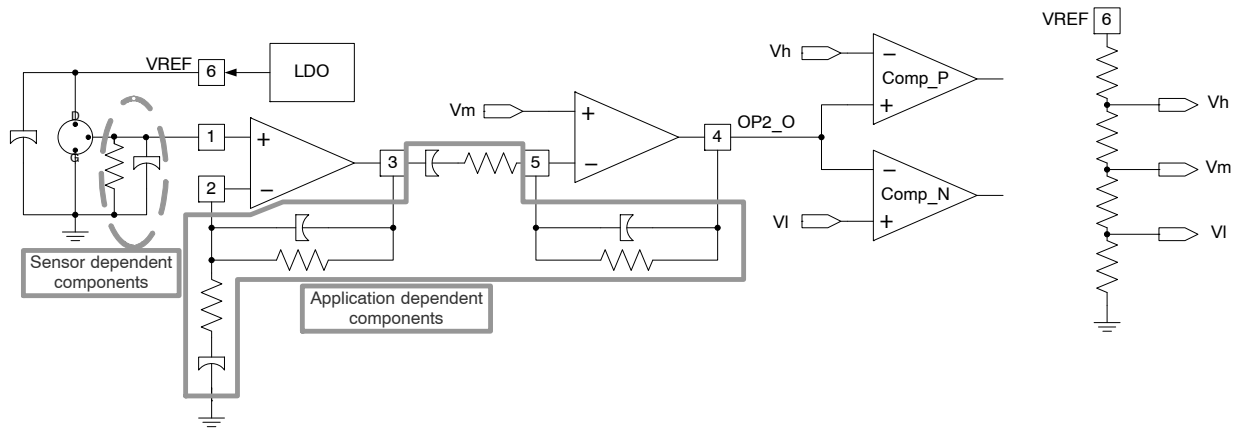 VREF
6
LDO
D
G
1
+
2
−
3
Sensor dependent
components
Application dependent
components
5
Vm
+
−
4
OP2_O
Vh
−
Comp_P
+
−
Comp_N
Vl
+
VREF
6
Vh
Vm
Vl